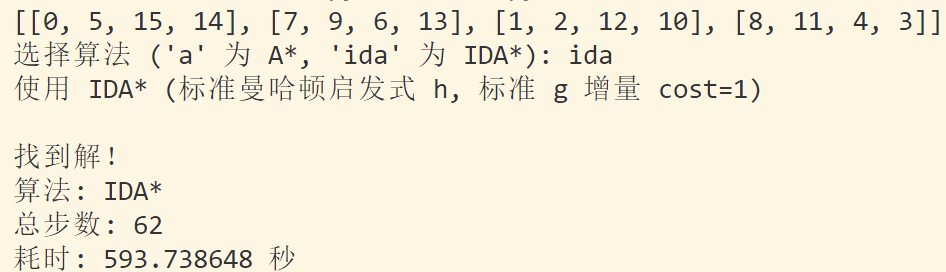 [[0, 5, 15, 14], [7, 9, 6, 13], [1, 2, 12, 10], [8, 11, 4, 3]]
选择算法 ('a' 为 A*, 'ida' 为 IDA*): ida
使用 IDA* (标准曼哈顿启发式 h, 标准 g 增量 cost=1)
找到解!
算法: IDA*
总步数: 62
耗时: 593.738648 秒